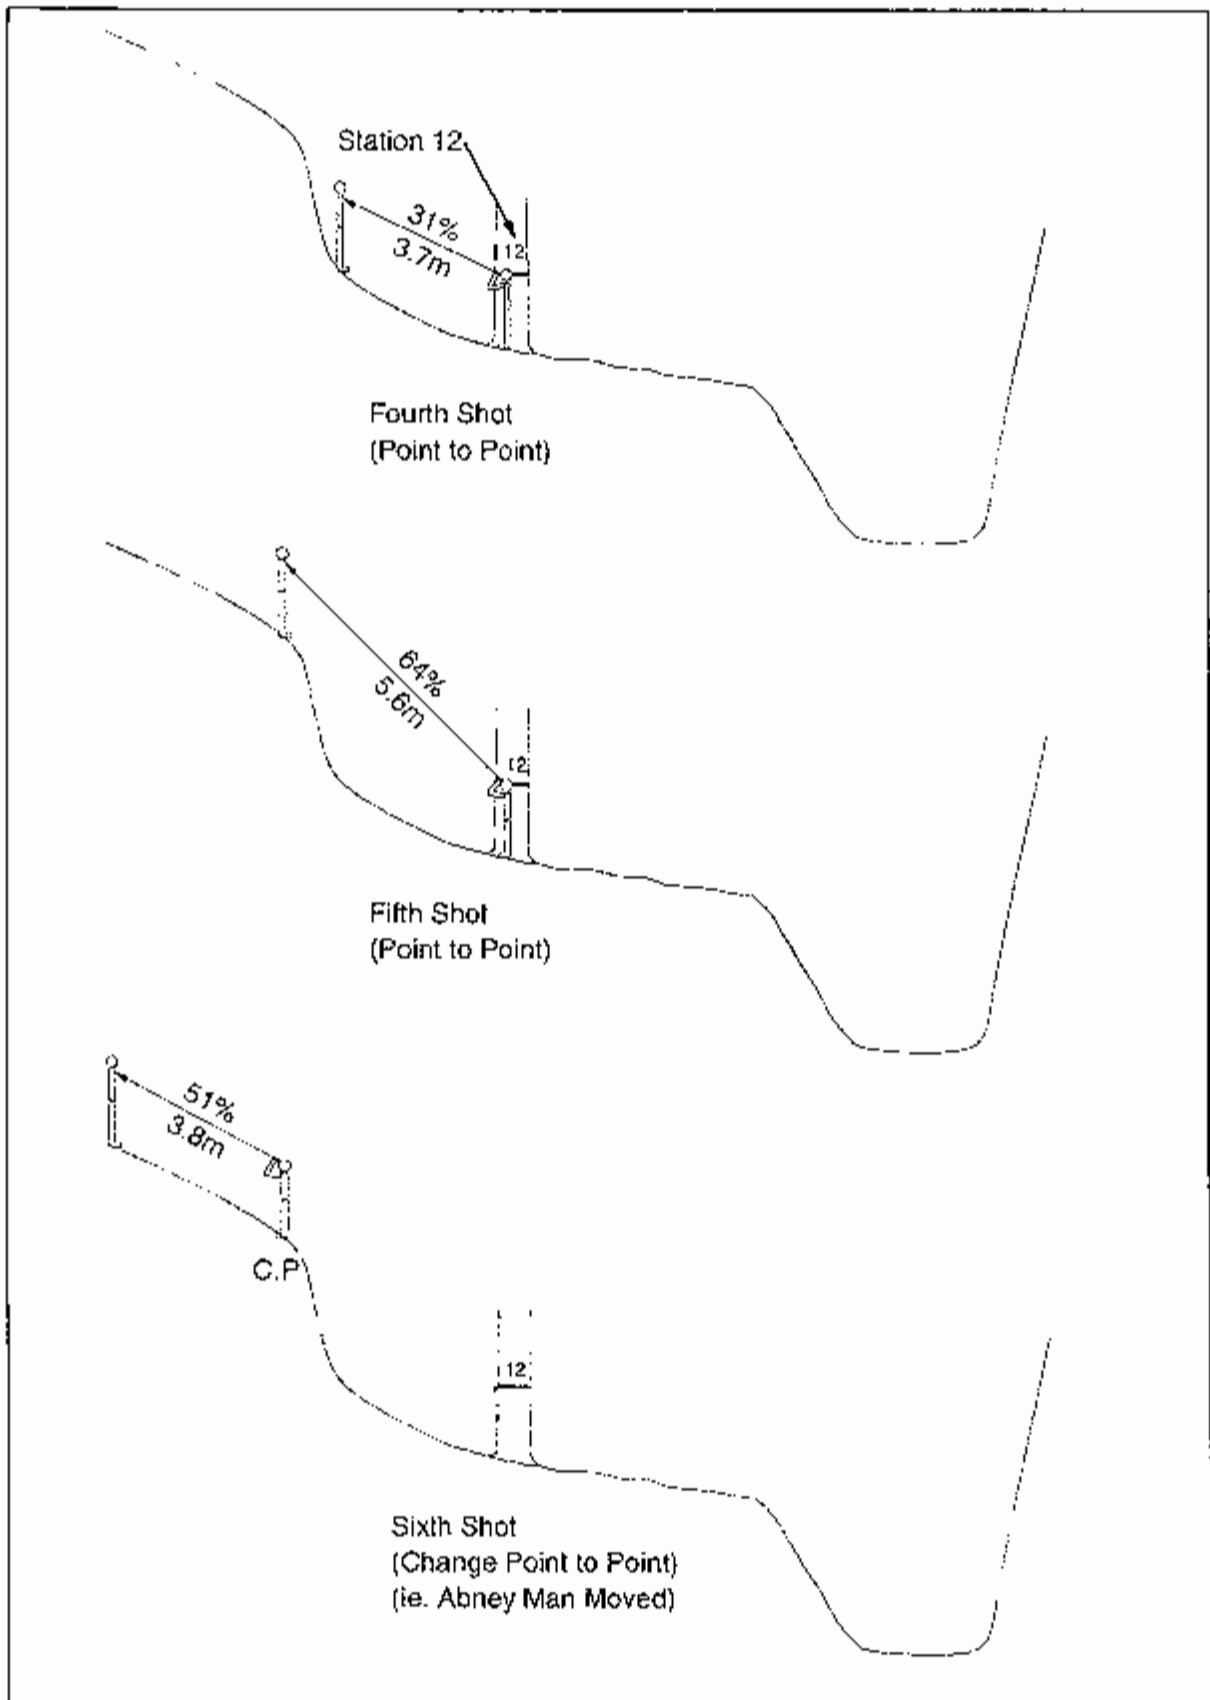 Station 12
31%
3.7m
12
Fourth Shot
(Point to Point)
64%
5.6m
12
Fifth Shot
(Point to Point)
51%
3.8m
C.P
12
Sixth Shot
(Change Point to Point)
(ie. Abney Man Moved)